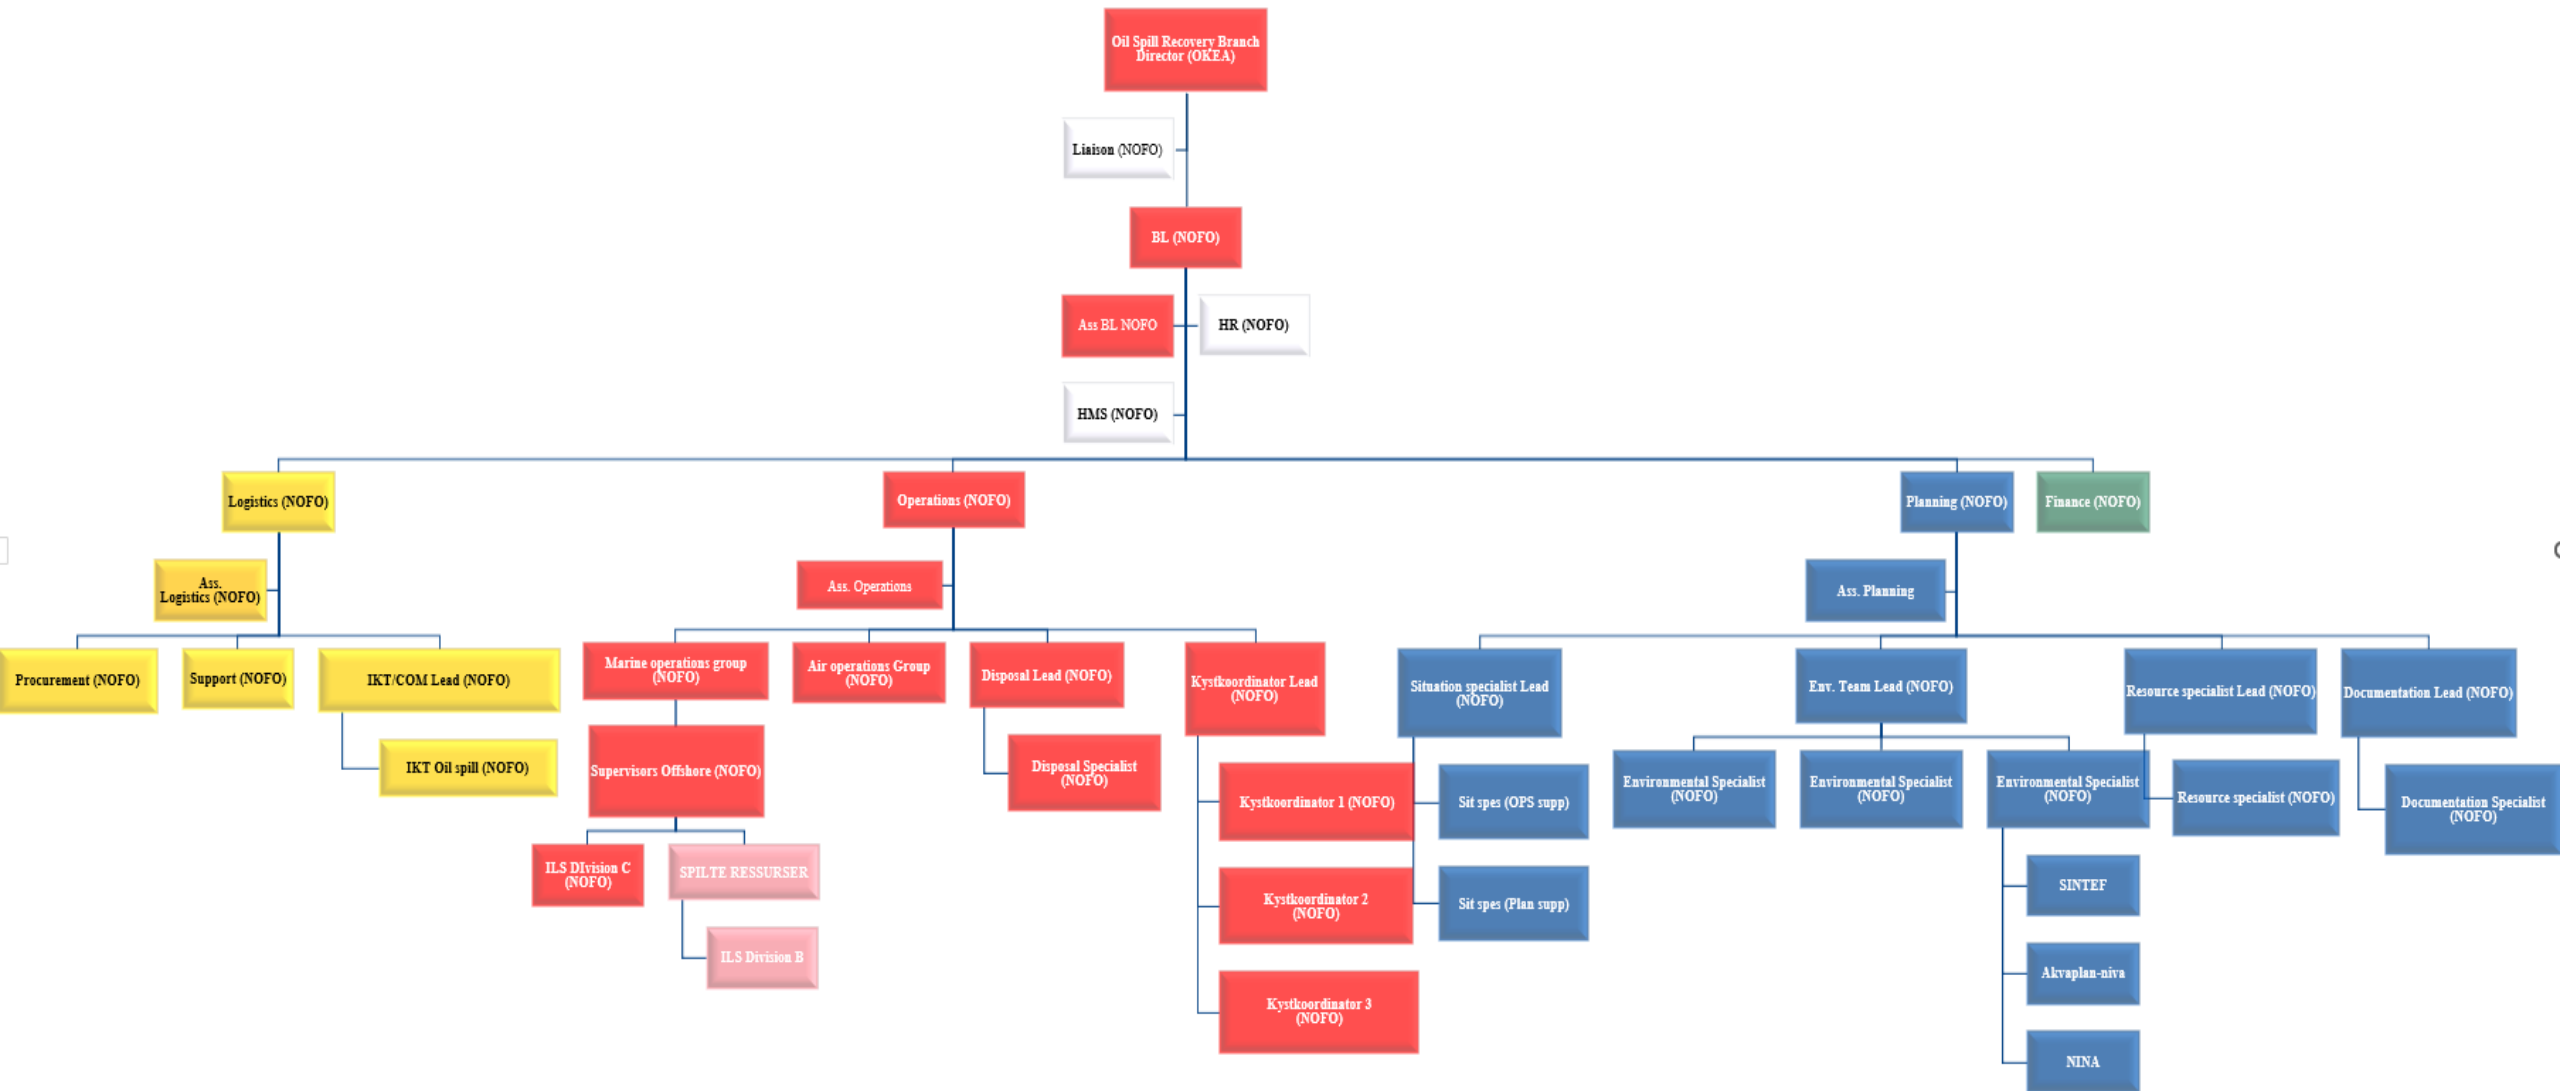 Oil Spill Recovery Branch
Director (OKEA)
Liaison (NOFO)
BL (NOFO)
Ass BL NOFO
HR (NOFO)
HMS (NOFO)
Logistics (NOFO)
Operations (NOFO)
Planning (NOFO)
Finance (NOFO)
Ass.
Logistics (NOFO)
Ass. Operations
Ass. Planning
Procurement (NOFO)
Support (NOFO)
IKT/COM Lead (NOFO)
Marine operations group
(NOFO)
Air operations Group
(NOFO)
Disposal Lead (NOFO)
Kystkoordinator Lead
(NOFO)
Situation specialist Lead
(NOFO)
Env. Team Lead (NOFO)
Resource specialist Lead (NOFO)
Documentation Lead (NOFO)
IKT Oil spill (NOFO)
Supervisors Offshore (NOFO)
Disposal Specialist
(NOFO)
Kystkoordinator 1 (NOFO)
Sit spes (OPS supp)
Environmental Specialist
(NOFO)
Environmental Specialist
(NOFO)
Environmental Specialist
(NOFO)
Resource specialist (NOFO)
Documentation Specialist
(NOFO)
ILS DIvision C
(NOFO)
SPILTE RESSURSER
Kystkoordinator 2
(NOFO)
Sit spes (Plan supp)
SINTEF
ILS Division B
Akvaplan-niva
Kystkoordinator 3
(NOFO)
NINA